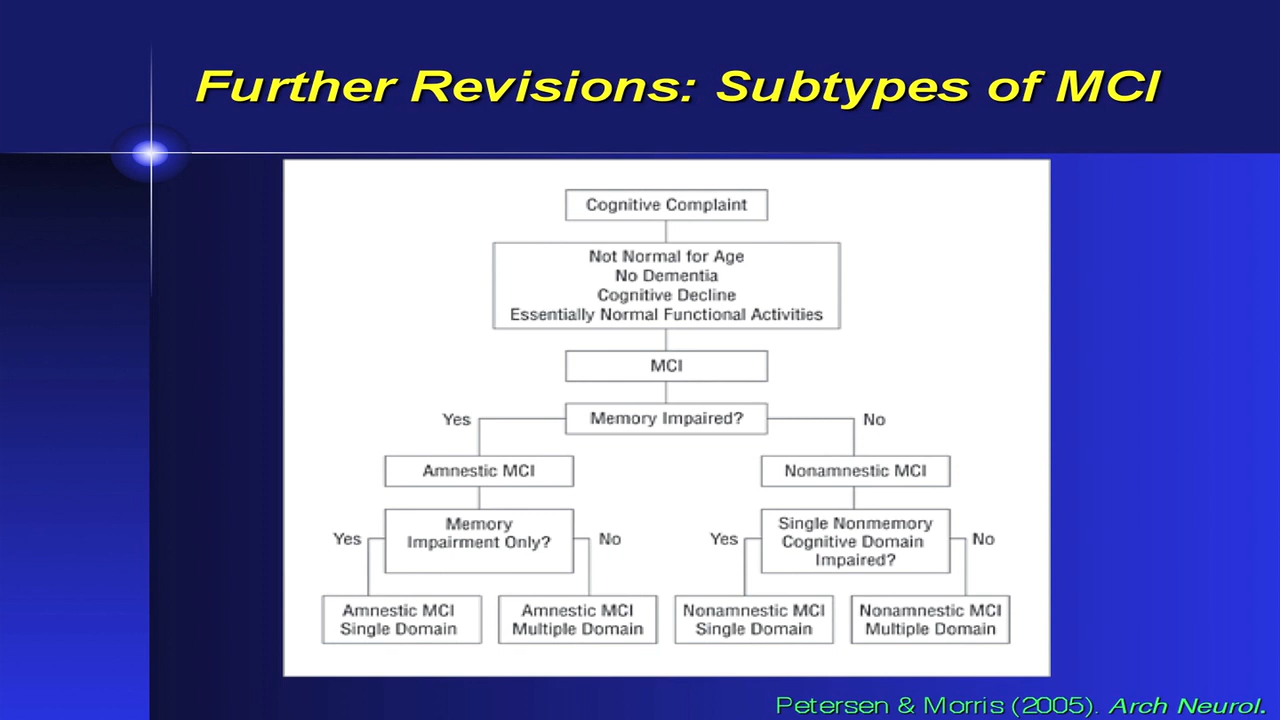 Further Revisions: Subtypes of MCI
Cognitive Complaint
Not Normal for Age
No Dementia
Cognitive Decline
Essentially Normal Functional Activities
MCI
Yes
Memory Impaired?
No
Amnestic MCI
Nonamnestic MCI
Yes
Memory
Impairment Only?
No
Yes
Single Nonmemory
Cognitive Domain
Impaired?
No
Amnestic MCI
Single Domain
Amnestic MCI
Multiple Domain
Nonamnestic MCI
Single Domain
Nonamnestic MCI
Multiple Domain
Petersen & Morris (2005). Arch Neurol.